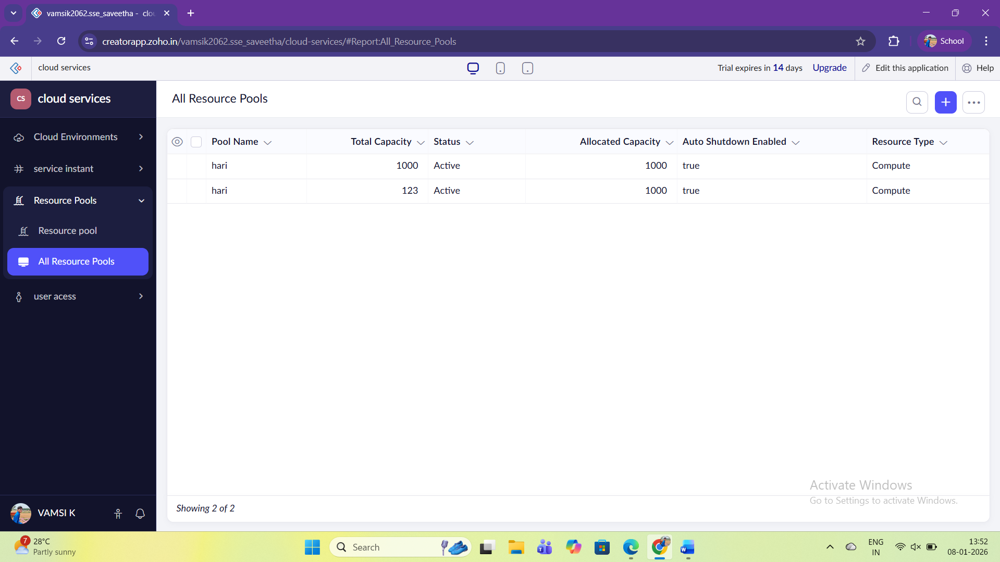 vamsik2062.sse_saveetha - clou
creatorapp.zoho.in/vamsik2062.sse_saveetha/cloud-services/#Report:All_Resource_Pools
School
cloud services
Trial expires in 14 days
Upgrade
Edit this application
Help
CS
cloud services
All Resource Pools
Cloud Environments
service instant
Resource Pools
Resource pool
All Resource Pools
user acess
Pool Name Total Capacity Status Allocated Capacity Auto Shutdown Enabled Resource Type
hari 1000 Active 1000 true Compute
hari 123 Active 1000 true Compute
Activate Windows
Go to Settings to activate Windows.
Showing 2 of 2
VAMSI K
7
28°C
Partly sunny
Search
T
W
ENG
IN
13:52
08-01-2026